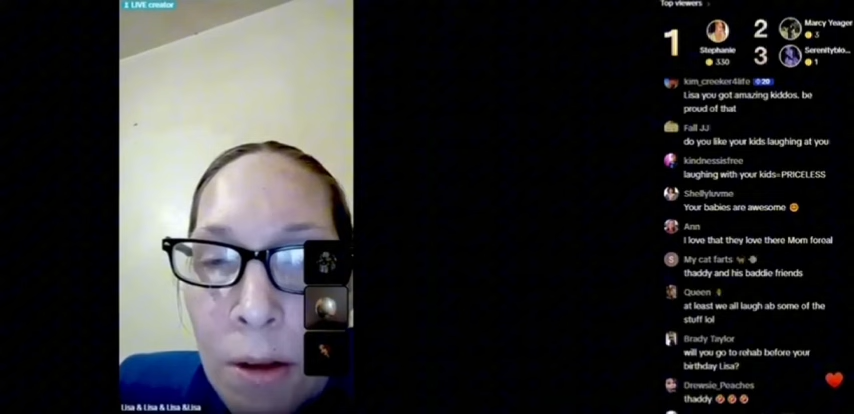 LIVE creator
Lisa & Lisa & Lisa &Lisa
Top viewers
1
Stephanie
330
2
Marcy Yeager
3
3
Serenityblo...
1
kim_creeker4life 20
Lisa you got amazing kiddos. be
proud of that
Fall JJ
do you like your kids laughing at you
kindnessisfree
laughing with your kids=PRICELESS
Shellyluvme
Your babies are awesome
Ann
I love that they love there Mom foreal
S
My cat farts
thaddy and his baddie friends
Queen
at least we all laugh ab some of the
stuff lol
Brady Taylor
will you go to rehab before your
birthday Lisa?
Drewsie_Peaches
thaddy